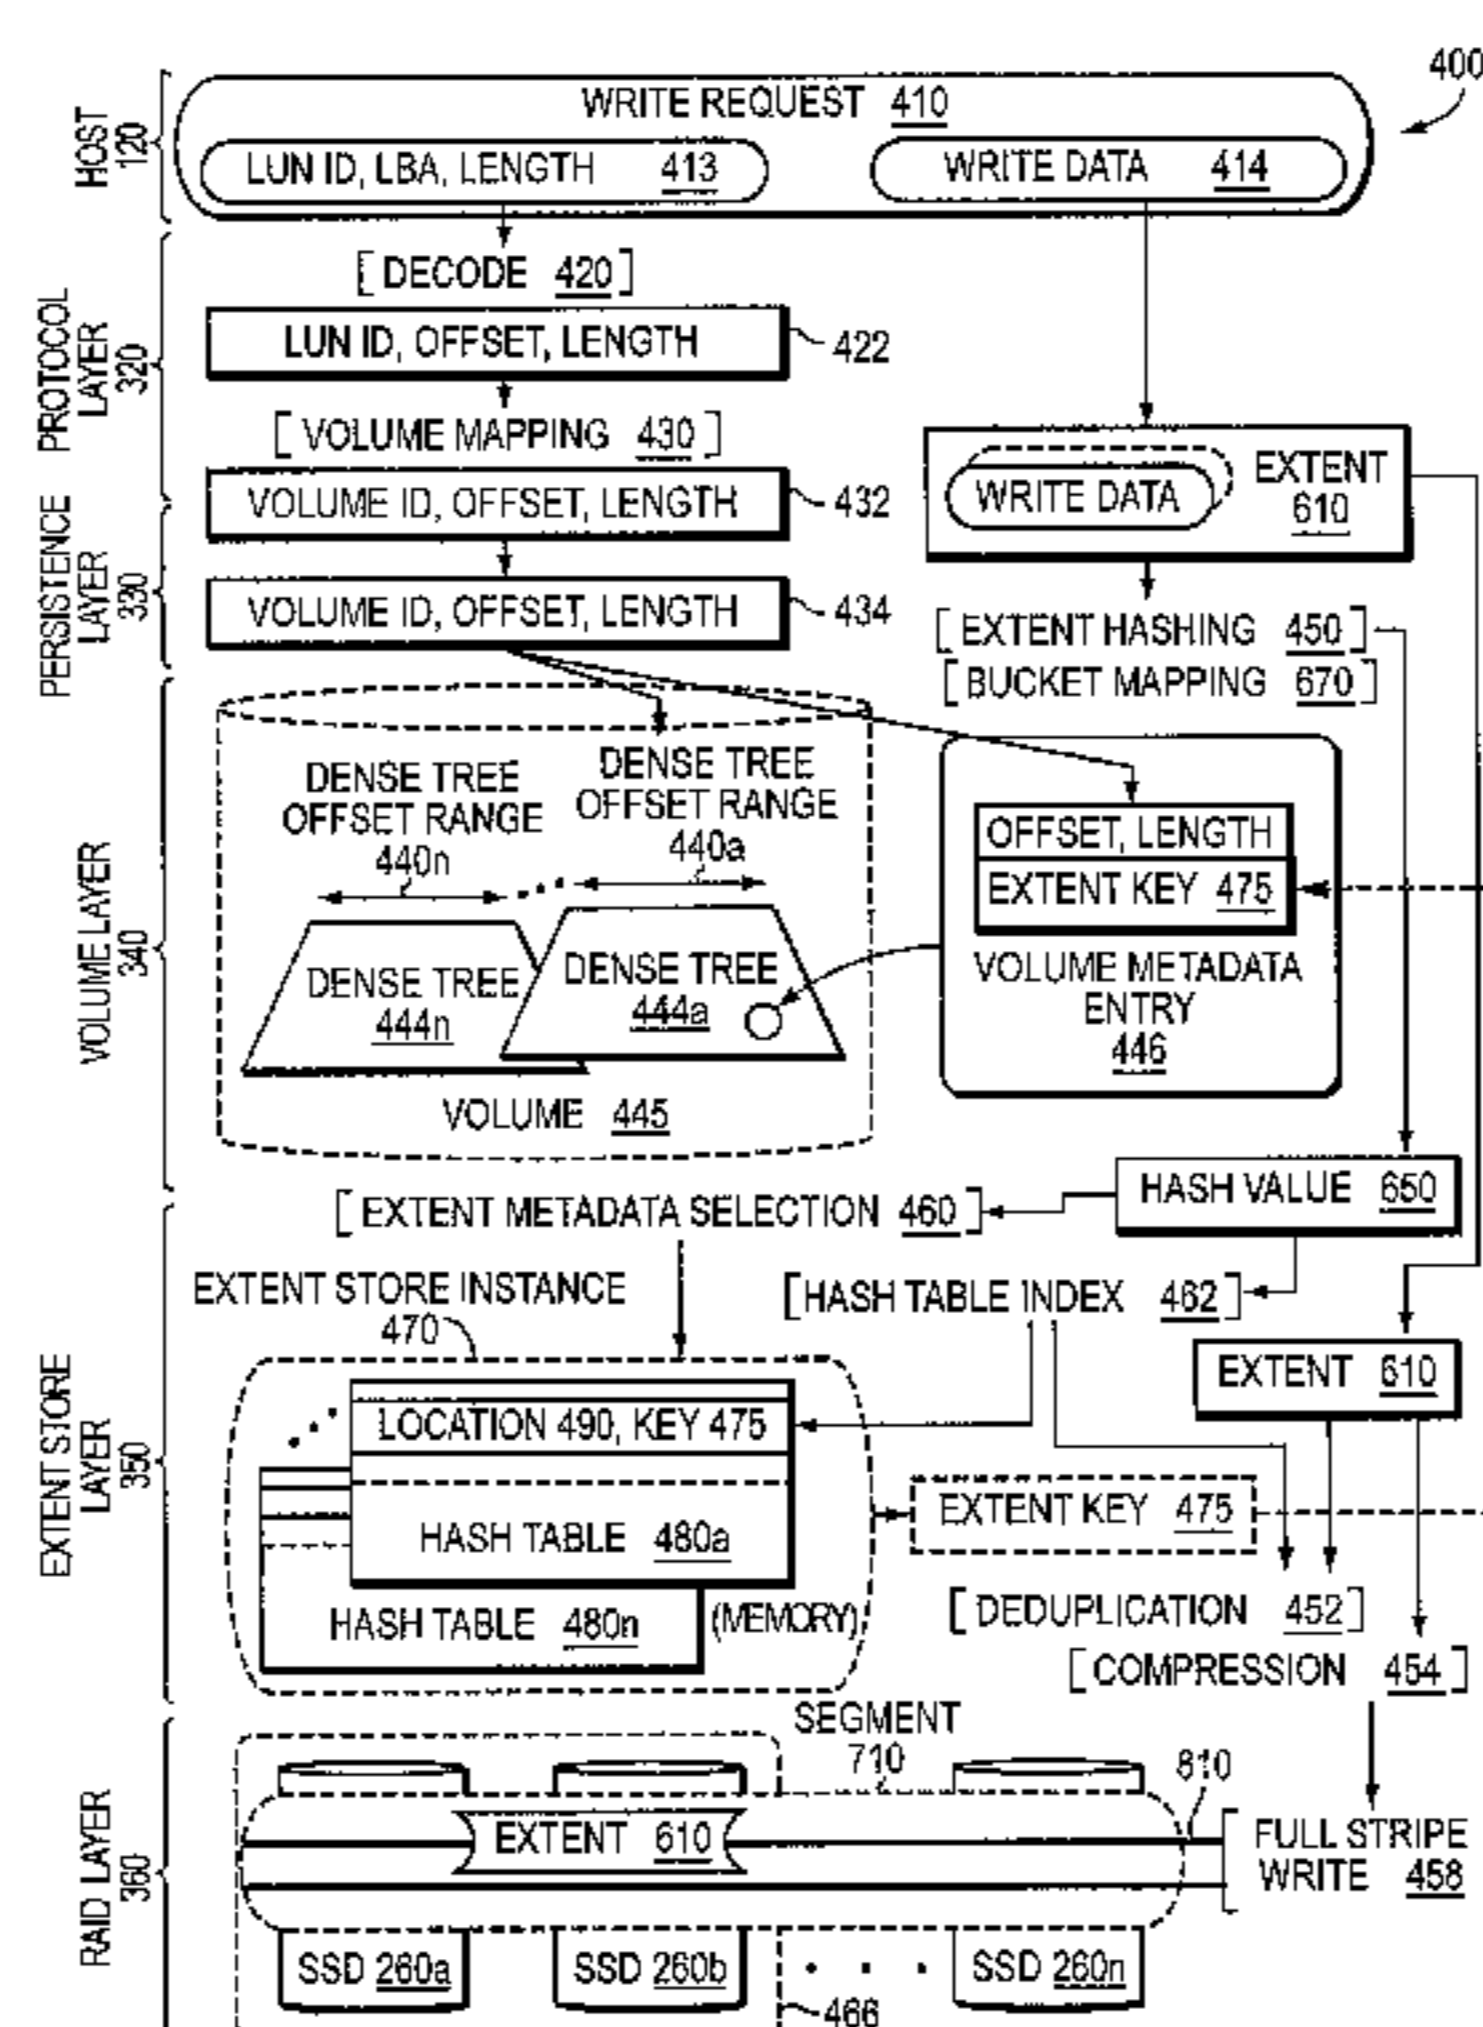 400
HOST
120
WRITE REQUEST 410
LUN ID, LBA, LENGTH 413
WRITE DATA 414
PROTOCOL
LAYER
320
[DECODE 420]
LUN ID, OFFSET, LENGTH
422
[VOLUME MAPPING 430]
VOLUME ID, OFFSET, LENGTH
432
WRITE DATA
EXTENT
610
PERSISTENCE
LAYER
330
VOLUME ID, OFFSET, LENGTH
434
[EXTENT HASHING 450]
[BUCKET MAPPING 670]
VOLUME LAYER
340
DENSE TREE
OFFSET RANGE
440n
DENSE TREE
OFFSET RANGE
440a
DENSE TREE
444n
DENSE TREE
444a
VOLUME 445
OFFSET, LENGTH
EXTENT KEY 475
VOLUME METADATA
ENTRY
446
HASH VALUE 650
[EXTENT METADATA SELECTION 460]
[HASH TABLE INDEX 462]
EXTENT STORE
LAYER
350
EXTENT STORE INSTANCE
470
LOCATION 490, KEY 475
HASH TABLE 480a
HASH TABLE 480n
(MEMORY)
EXTENT 610
EXTENT KEY 475
[DEDUPLICATION 452]
[COMPRESSION 454]
RAID LAYER
360
SEGMENT
710
810
EXTENT 610
FULL STRIPE
WRITE 458
SSD 260a
SSD 260b
. . .
SSD 260n
466